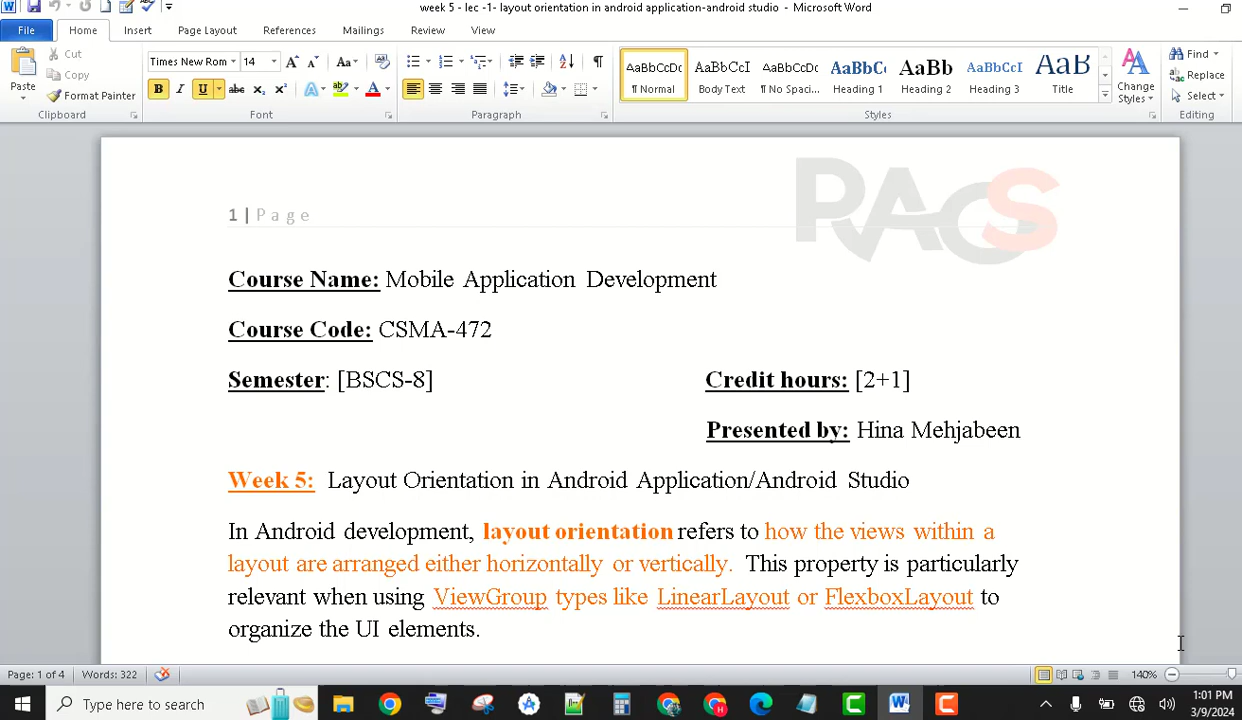 week 5 - lec -1- layout orientation in android application-android studio - Microsoft Word
File Home Insert Page Layout References Mailings Review View
Cut
Copy
Format Painter
Paste
Clipboard
Times New Rom 14
Font
Paragraph
AaBbCcDc AaBbCcI AaBbCcDc AaBbCc AaBb AaBbCcI AaB
¶ Normal Body Text ¶ No Spaci... Heading 1 Heading 2 Heading 3 Title
Change Styles
Styles
Find
Replace
Select
Editing
RACS
1 | Page
Course Name: Mobile Application Development
Course Code: CSMA-472
Semester: [BSCS-8] Credit hours: [2+1]
Presented by: Hina Mehjabeen
Week 5: Layout Orientation in Android Application/Android Studio
In Android development, layout orientation refers to how the views within a
layout are arranged either horizontally or vertically. This property is particularly
relevant when using ViewGroup types like LinearLayout or FlexboxLayout to
organize the UI elements.
Page: 1 of 4 Words: 322 140%
Type here to search
1:01 PM
3/9/2024